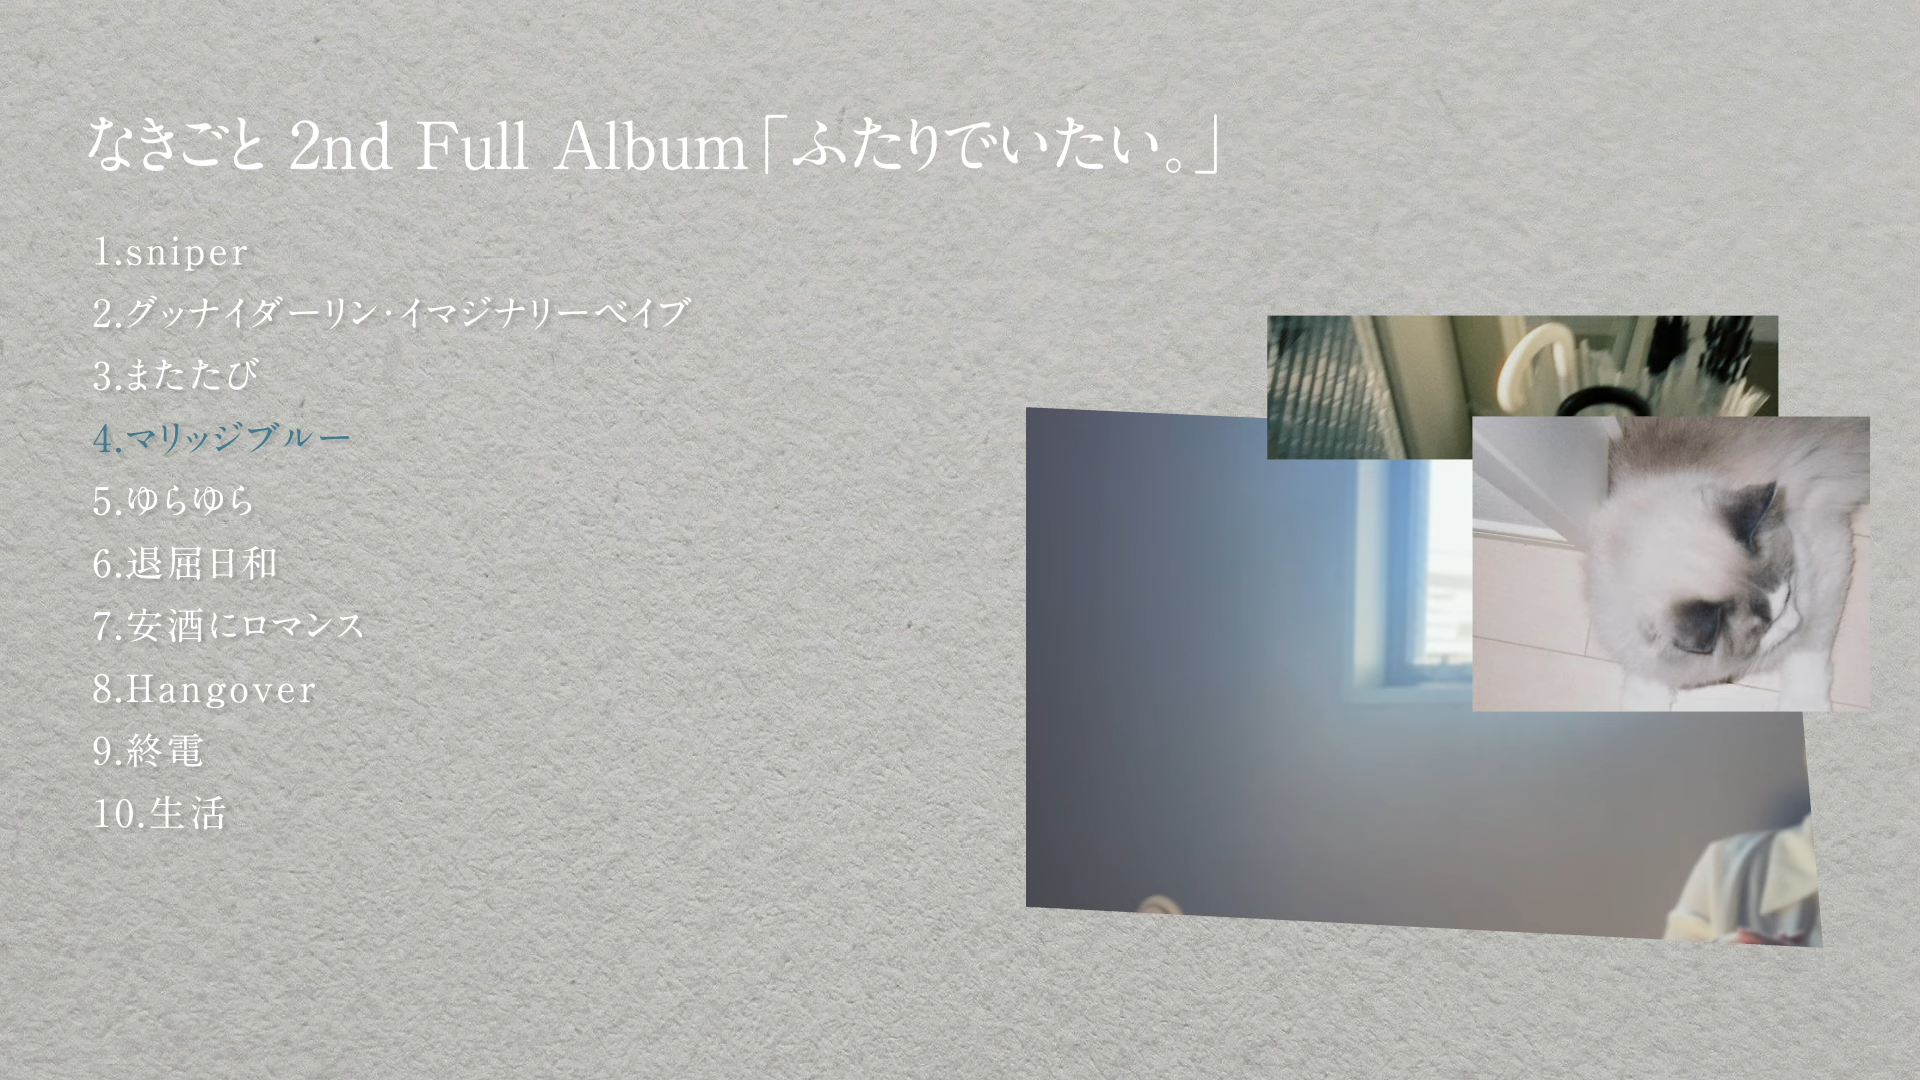 なきごと 2nd Full Album「ふたりでいたい。」
1.sniper
2.グッナイダーリン・イマジナリーベイブ
3.またたび
4.マリッジブルー
5.ゆらゆら
6.退屈日和
7.安酒にロマンス
8.Hangover
9.終電
10.生活